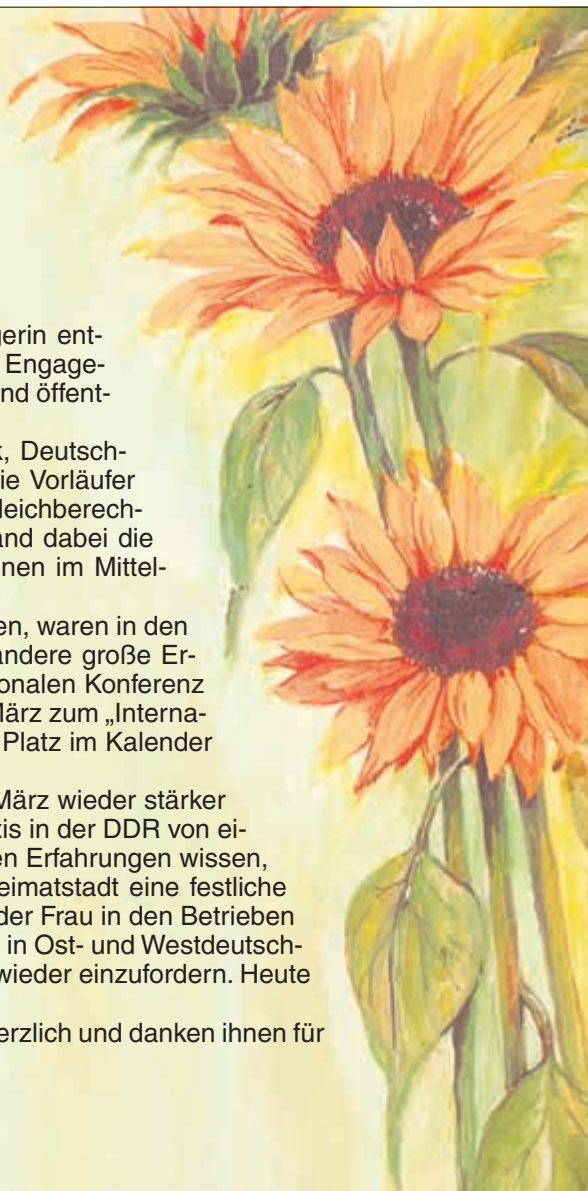 gerin ent-
Engage-
nd öffent-
k, Deutsch-
ie Vorläufer
leichberech-
and dabei die
nen im Mittel-
en, waren in den
andere große Er-
onalen Konferenz
März zum „Interna-
Platz im Kalender
März wieder stärker
xis in der DDR von ei-
en Erfahrungen wissen,
eimatstadt eine festliche
der Frau in den Betrieben
in Ost- und Westdeutsch-
wieder einzufordern. Heute
erzlich und danken ihnen für